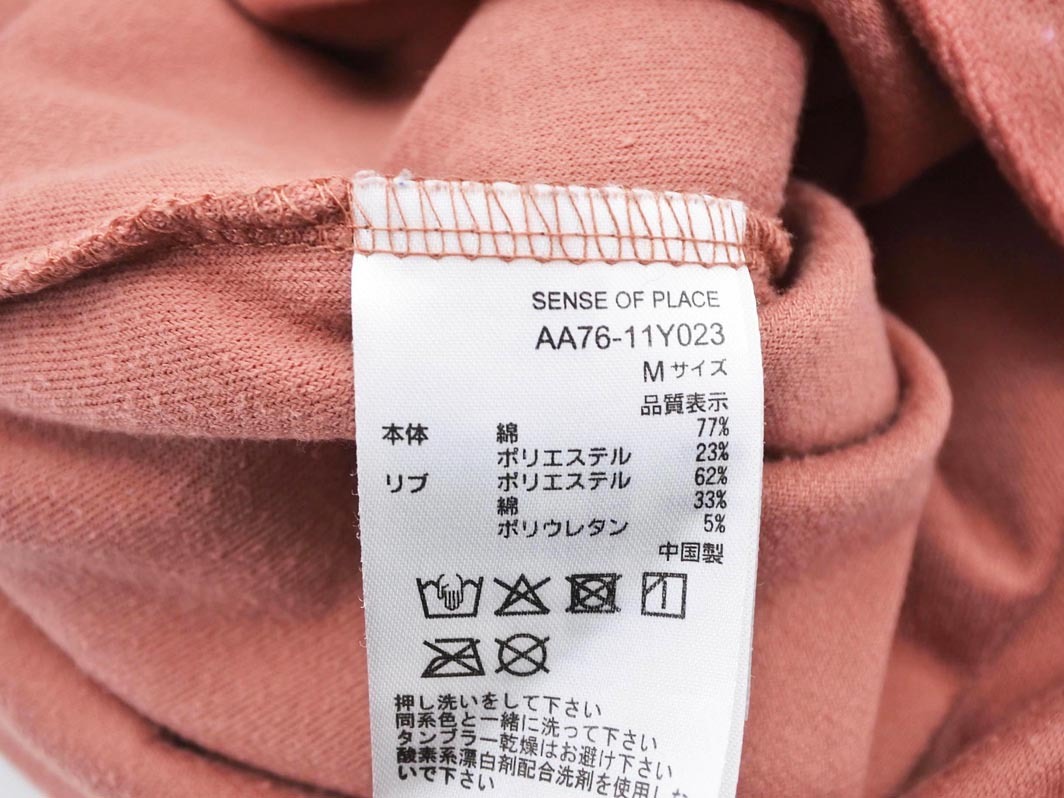 SENSE OF PLACE
AA76-11Y023
M サイズ
品質表示
本体 綿 77%
ポリエステル 23%
リブ ポリエステル 62%
綿 33%
ポリウレタン 5%
中国製
押し洗いをして下さい
同系色と一緒に洗って下さい
タンブラー乾燥はお避け下さい
酸素系漂白剤配合洗剤を使用しな
いで下さい